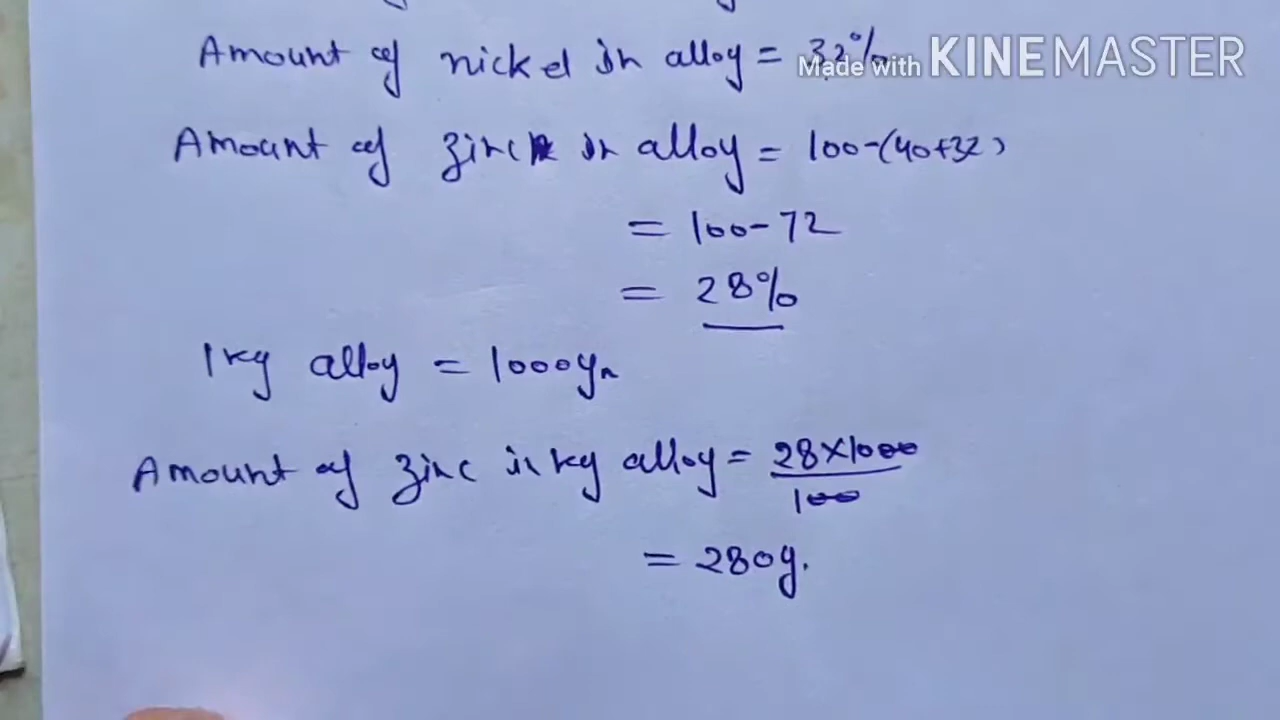 Amount of nickel in alloy = 32%
Made with KINEMASTER
Amount of zinc in alloy = 100-(40+32)
= 100-72
= 28%
1kg alloy = 1000g
Amount of zinc in kg alloy = 28×1000
100
= 280g.